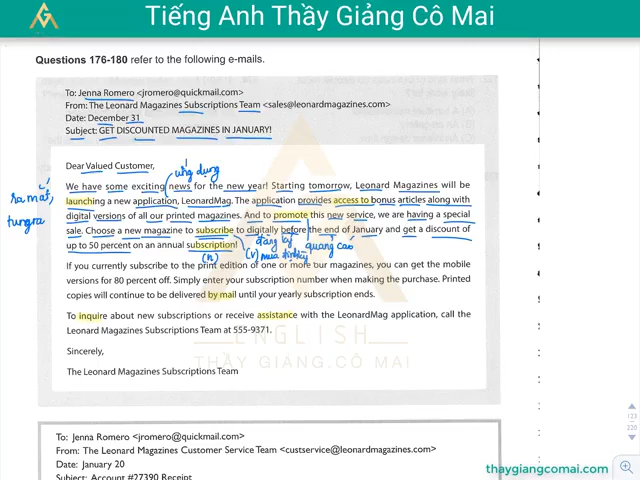 Tiếng Anh Thầy Giảng Cô Mai
Questions 176-180 refer to the following e-mails.
To: Jenna Romero <jromero@quickmail.com>
From: The Leonard Magazines Subscriptions Team <sales@leonardmagazines.com>
Date: December 31
Subject: GET DISCOUNTED MAGAZINES IN JANUARY!
Dear Valued Customer,
ứng dụng
We have some exciting news for the new year! Starting tomorrow, Leonard Magazines will be
ra mắt,
launching a new application, LeonardMag. The application provides access to bonus articles along with
tung ra
digital versions of all our printed magazines. And to promote this new service, we are having a special
sale. Choose a new magazine to subscribe to digitally before the end of January and get a discount of
up to 50 percent on an annual subscription!
đăng ký
quảng cáo
(n)
(v) mua định kỳ
If you currently subscribe to the print edition of one or more our magazines, you can get the mobile
versions for 80 percent off. Simply enter your subscription number when making the purchase. Printed
copies will continue to be delivered by mail until your yearly subscription ends.
To inquire about new subscriptions or receive assistance with the LeonardMag application, call the
Leonard Magazines Subscriptions Team at 555-9371.
ENGLISH
Sincerely,
THẦY GIẢNG.CÔ MAI
The Leonard Magazines Subscriptions Team
To: Jenna Romero <jromero@quickmail.com>
From: The Leonard Magazines Customer Service Team <custservice@leonardmagazines.com>
Date: January 20
Subject: Account #27390 Receipt
123
220
thaygiangcomai.com